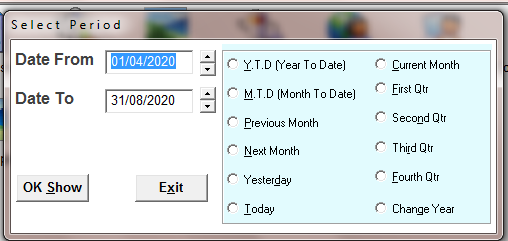 Select Period
Date From 01/04/2020
Date To 31/08/2020
OK Show Exit
Y.T.D (Year To Date) Current Month
M.T.D (Month To Date) First Qtr
Previous Month Second Qtr
Next Month Third Qtr
Yesterday Fourth Qtr
Today Change Year